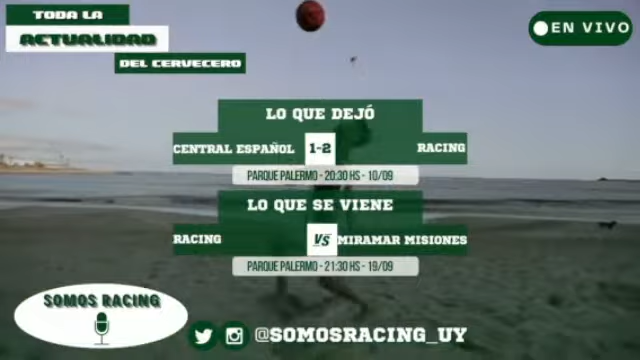 TODA LA
ACTUALIDAD
DEL CERVECERO
EN VIVO
LO QUE DEJÓ
CENTRAL ESPAÑOL 1-2 RACING
PARQUE PALERMO - 20:30 HS - 10/09
LO QUE SE VIENE
RACING VS MIRAMAR MISIONES
PARQUE PALERMO - 21:30 HS - 19/09
SOMOS RACING
@SOMOSRACING_UY